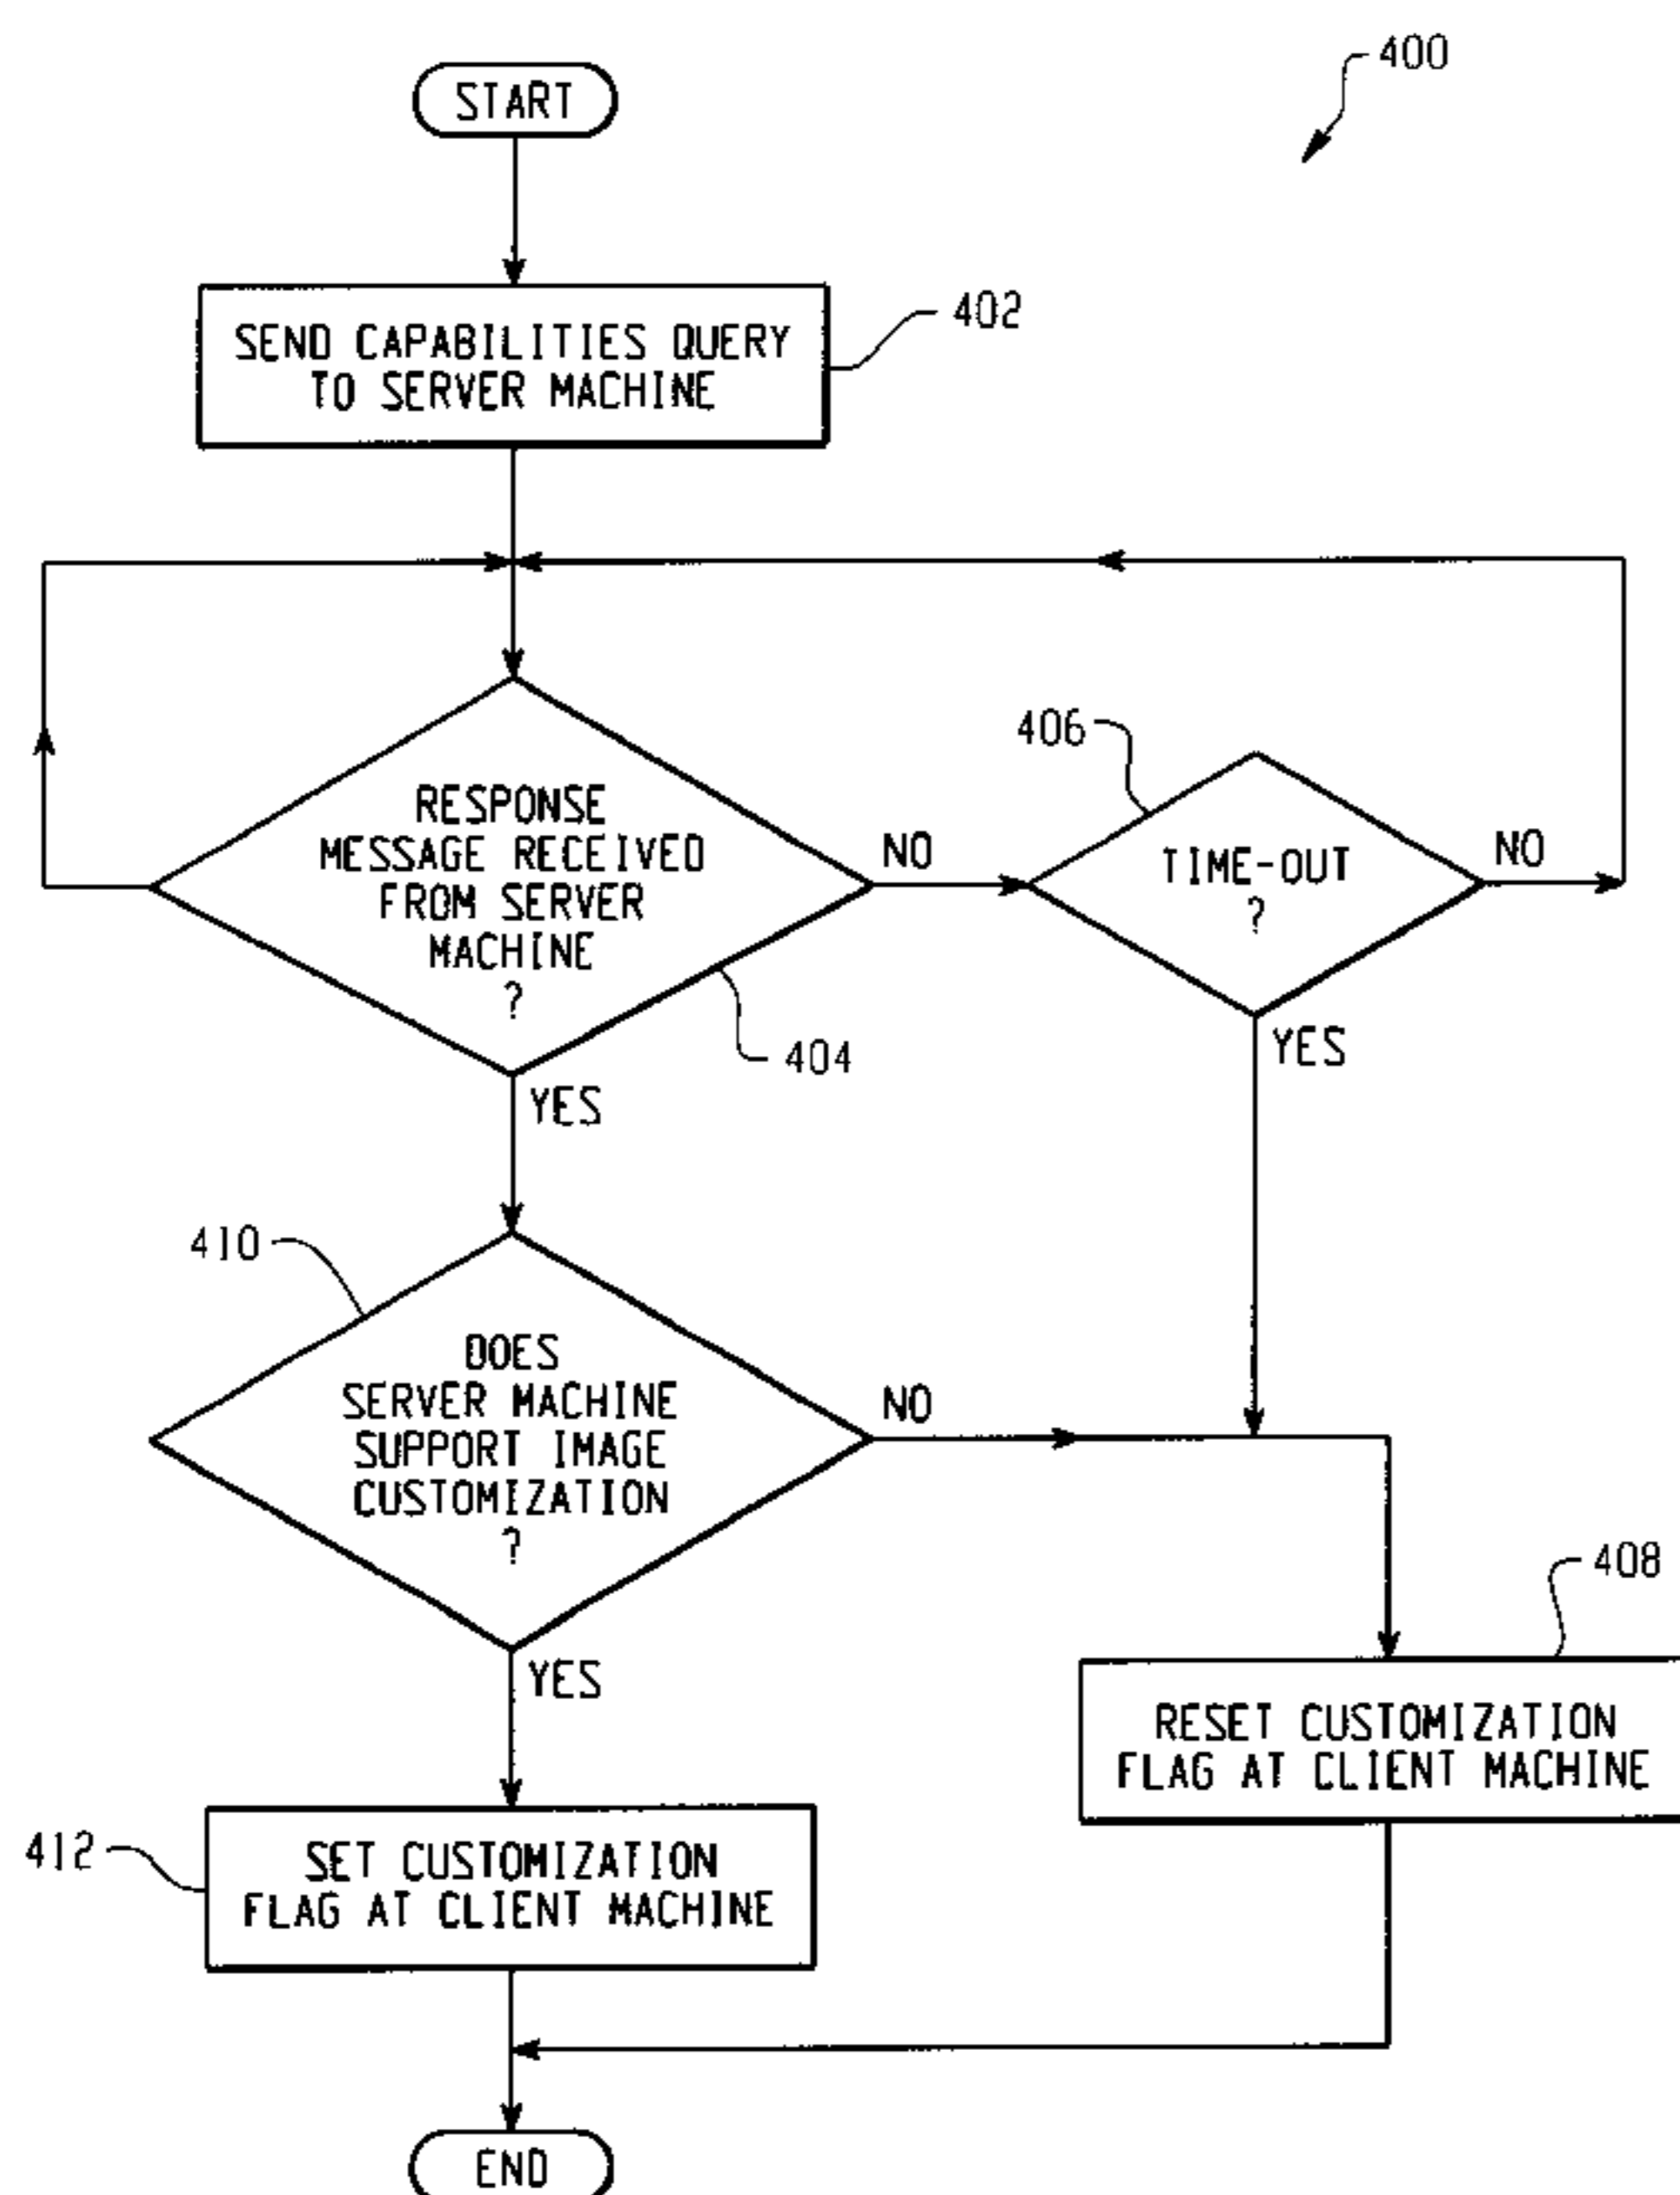 400
START
SEND CAPABILITIES QUERY
TO SERVER MACHINE
402
RESPONSE
MESSAGE RECEIVED
FROM SERVER
MACHINE
?
404
NO
YES
406
TIME-OUT
?
NO
YES
410
DOES
SERVER MACHINE
SUPPORT IMAGE
CUSTOMIZATION
?
NO
YES
408
RESET CUSTOMIZATION
FLAG AT CLIENT MACHINE
412
SET CUSTOMIZATION
FLAG AT CLIENT MACHINE
END